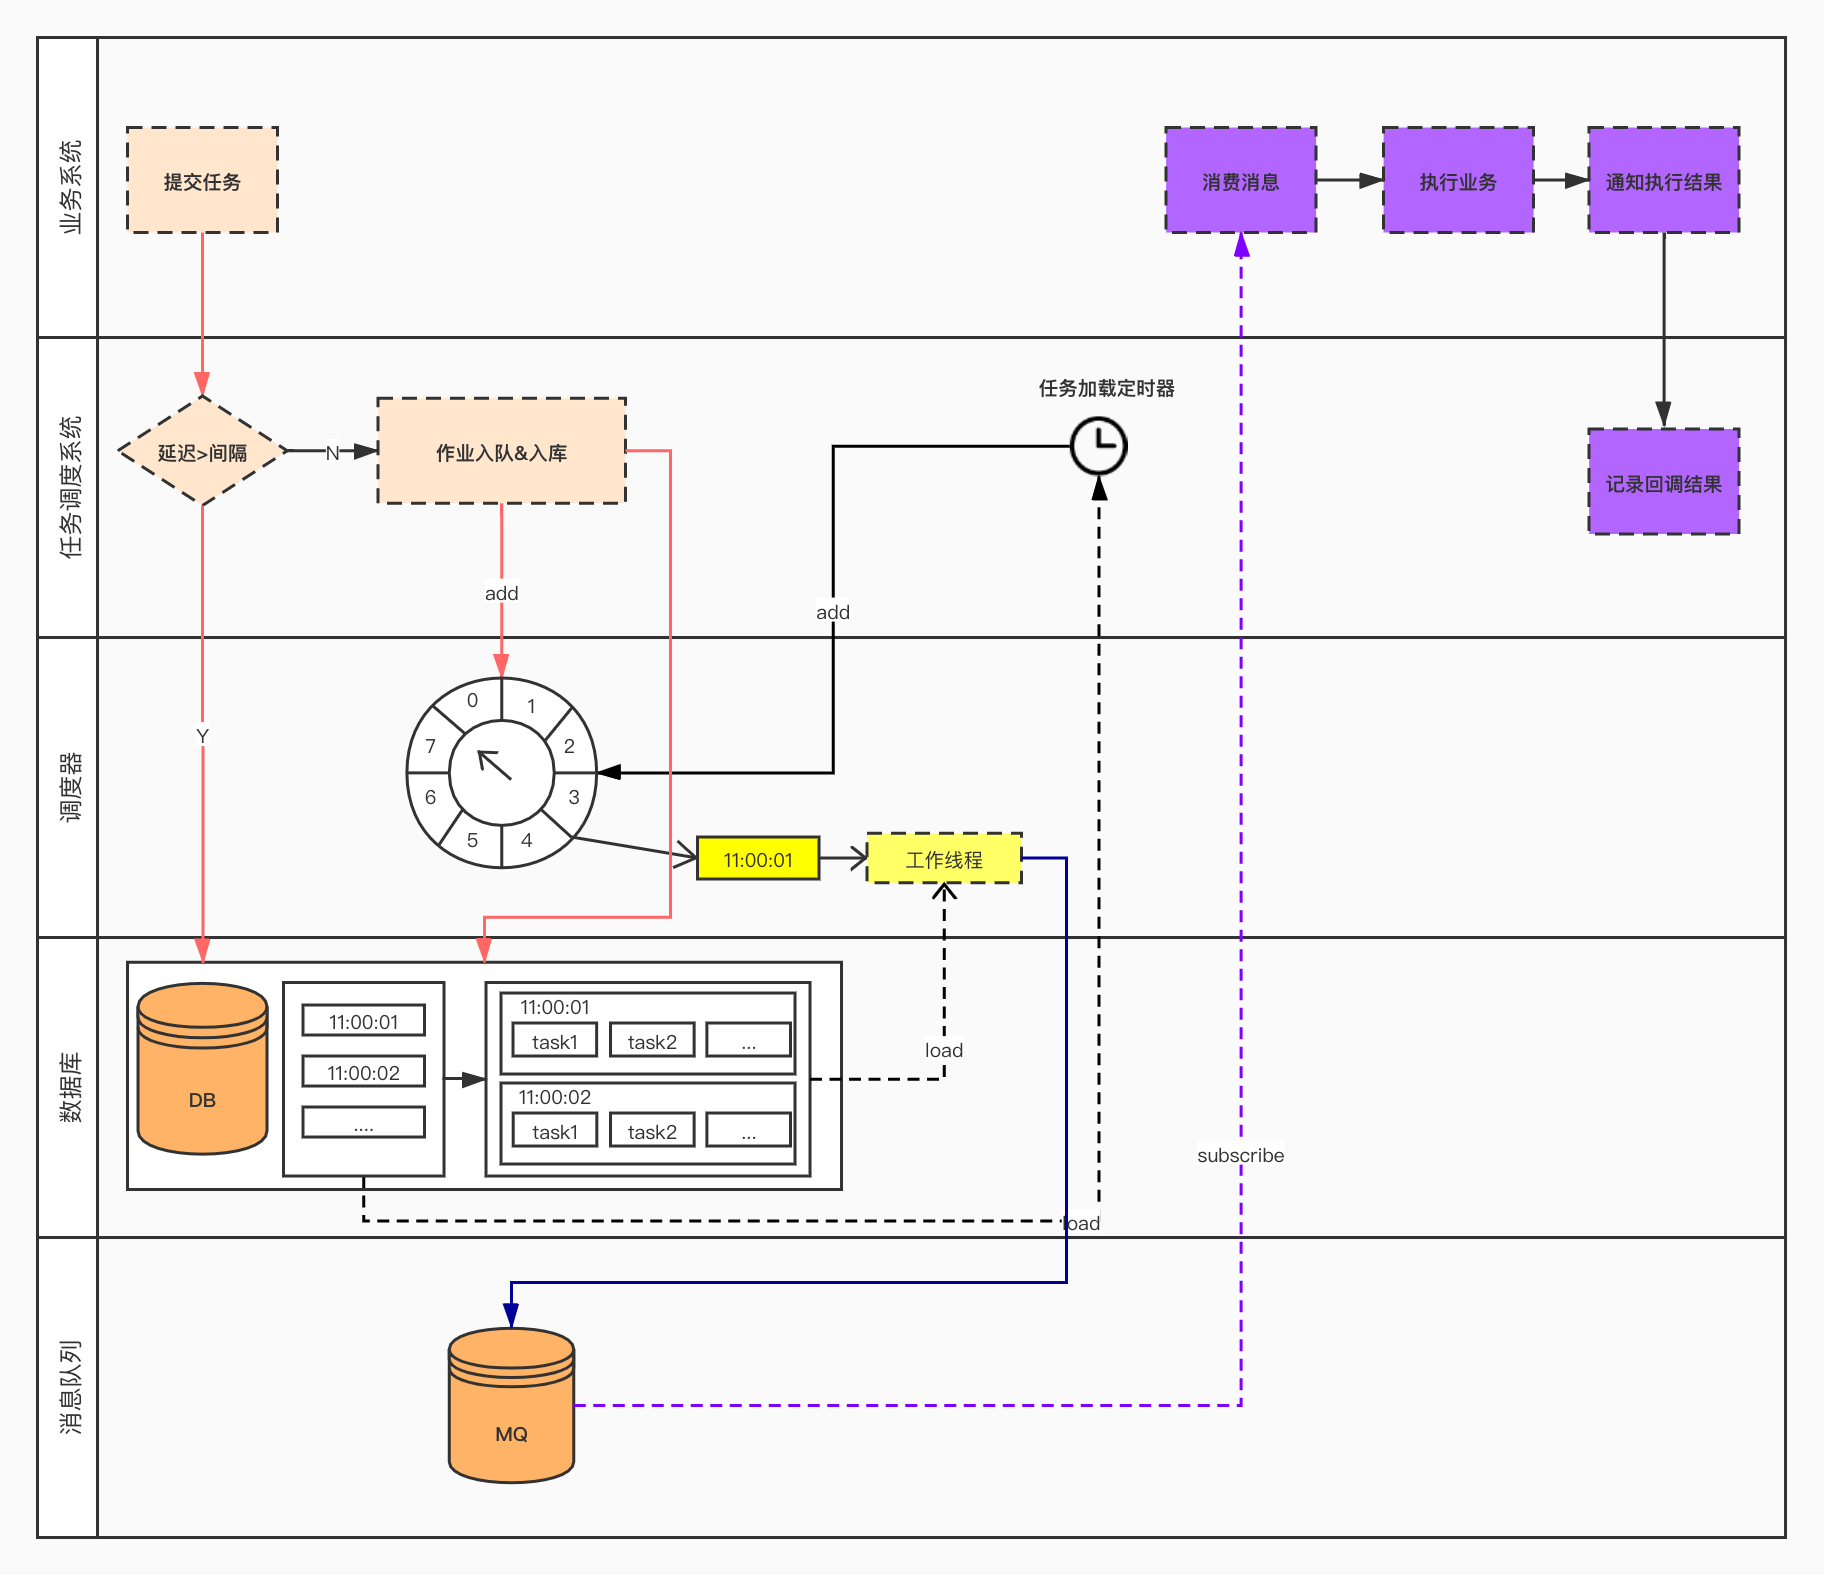 业务系统
提交任务
消费消息
执行业务
通知执行结果
任务调度系统
延迟>间隔
N
作业入队&入库
任务加载定时器
记录回调结果
add
add
调度器
Y
0
1
2
3
4
5
6
7
11:00:01
工作线程
数据库
DB
11:00:01
11:00:02
....
11:00:01
task1
task2
...
11:00:02
task1
task2
...
load
load
subscribe
消息队列
MQ